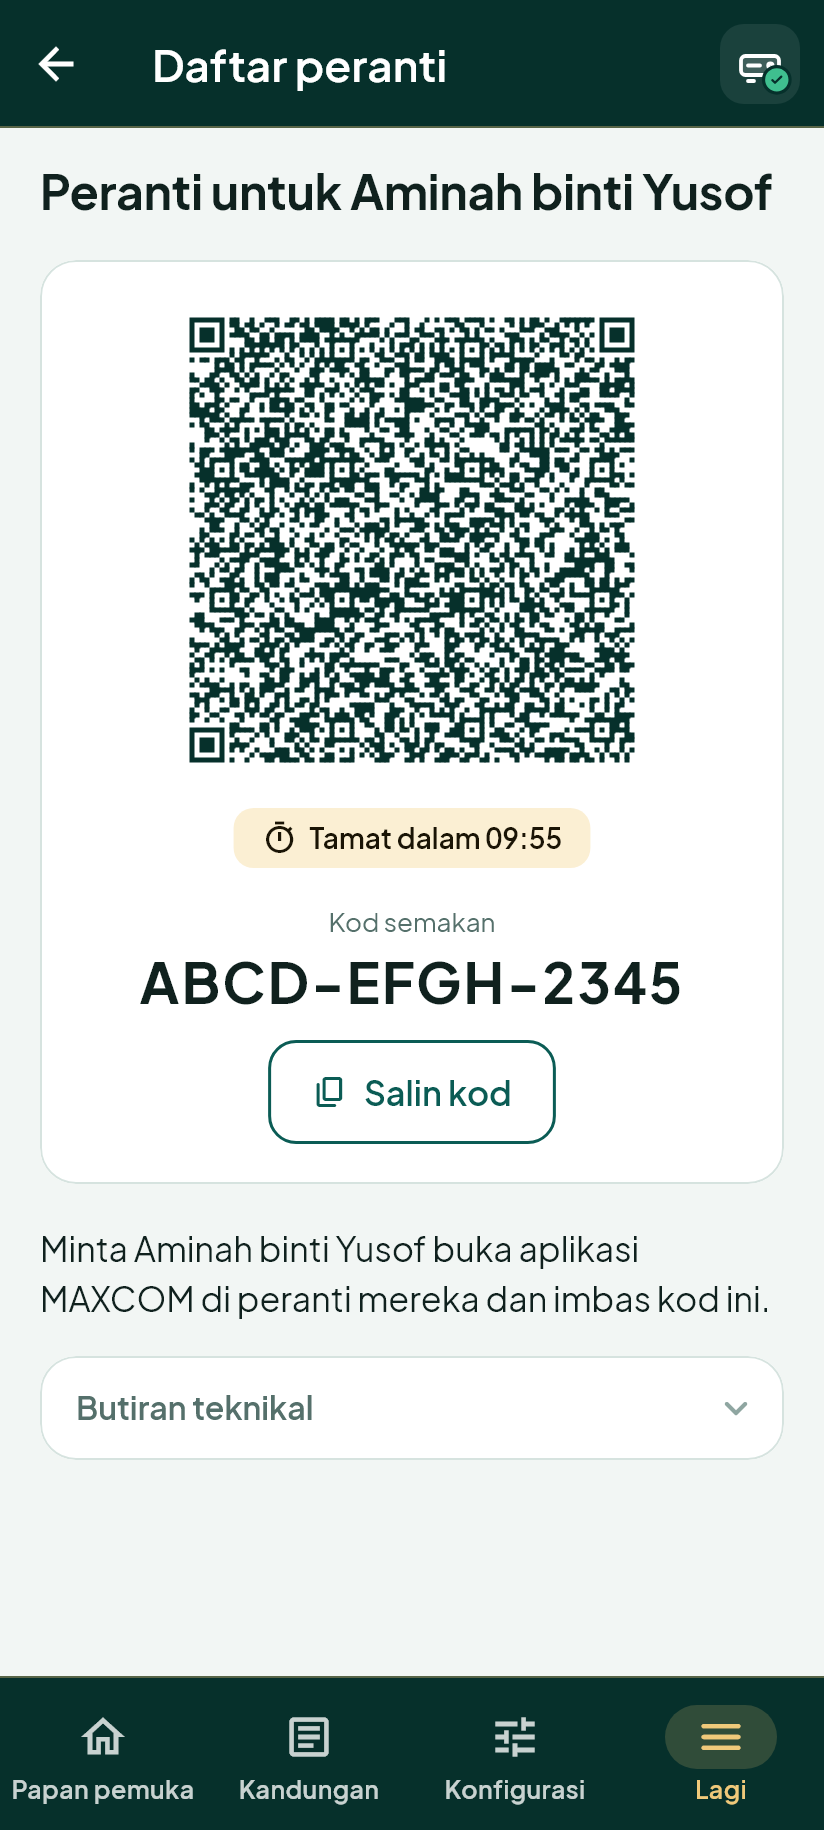 Daftar peranti
Peranti untuk Aminah binti Yusof
Tamat dalam 09:55
Kod semakan
ABCD-EFGH-2345
Salin kod
Minta Aminah binti Yusof buka aplikasi
MAXCOM di peranti mereka dan imbas kod ini.
Butiran teknikal
Papan pemuka
Kandungan
Konfigurasi
Lagi